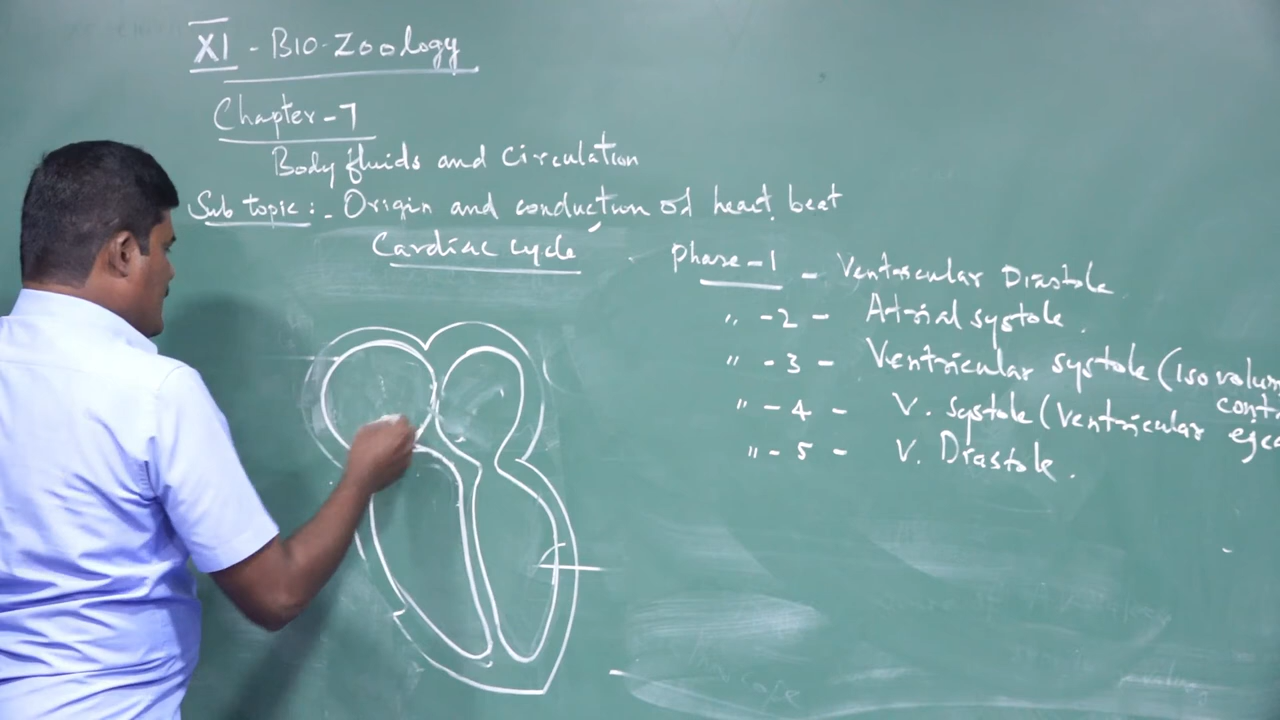 XI - BIO-Zoology
Chapter-7
Body fluids and circulation
Sub topic:- Origin and conduction of heart beat
Cardiac cycle
Phase-1 - Ventricular Diastole
" -2 - Atrial systole.
" -3 - Ventricular systole (Isovolum
cont
" -4 - V. systole (Ventricular ejec
" -5 - V. Diastole.